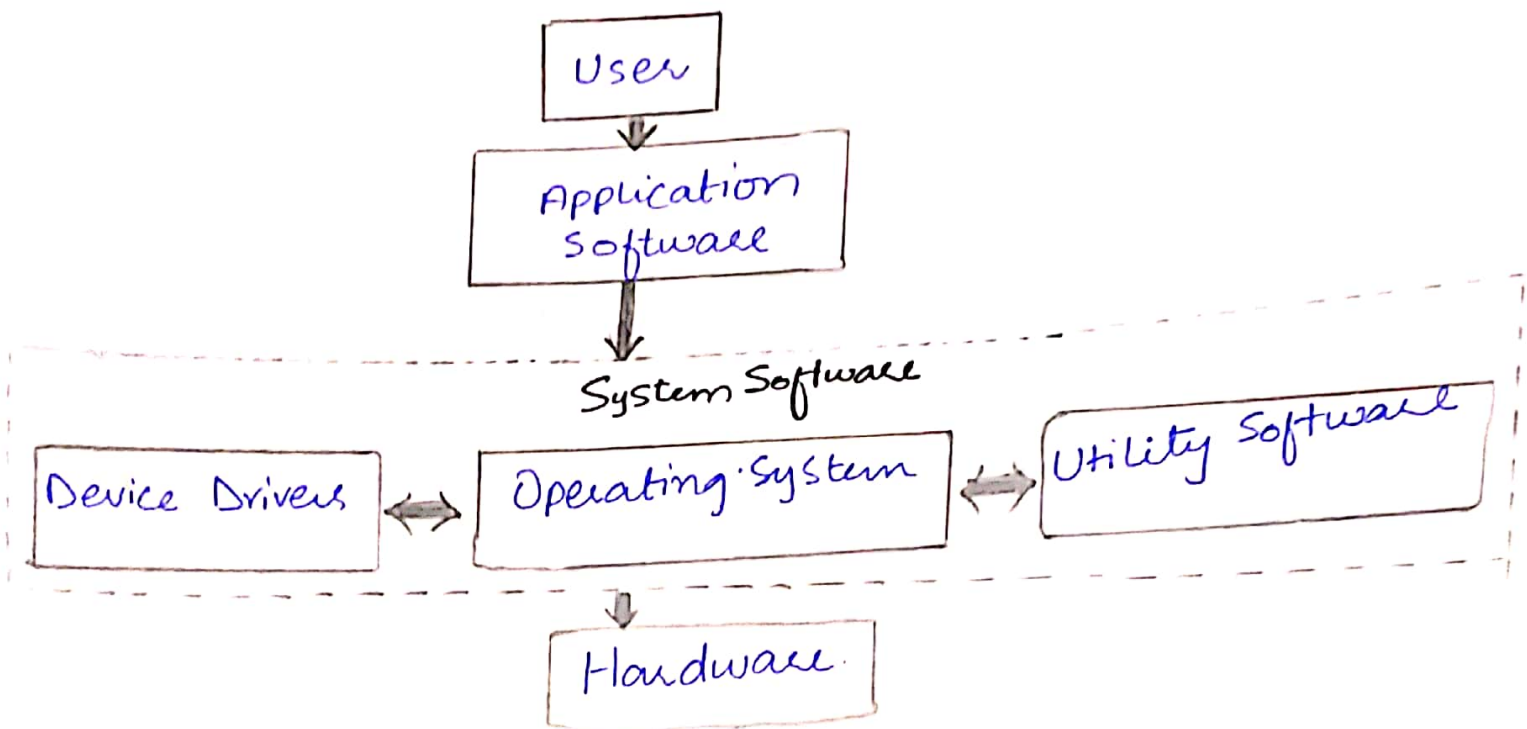 User
Application
Software
System Software
Device Drivers
Operating System
Utility Software
Hardware.